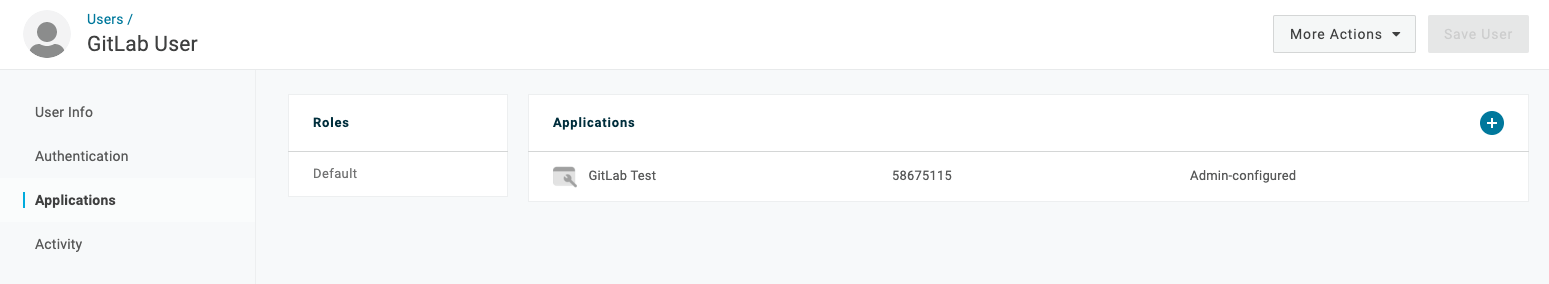 Users /
GitLab User
More Actions
Save User
User Info
Authentication
Applications
Activity
Roles
Default
Applications
GitLab Test 58675115 Admin-configured